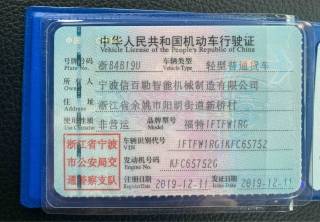 中华人民共和国机动车行驶证
Vehicle License of the People's Republic of China
号牌号码 浙B4B19U 车辆类型 轻型普通货车
Plate No. Vehicle Type
所有人 宁波信百勒智能机械制造有限公司
Owner
住址 浙江省余姚市阳明街道新桥村
Address
使用性质 非营运 品牌型号 福特1FTFW1RG
Use Character Model
浙江省宁波 车辆识别代号 1FTFW1RG1KFC65752
市公安局交 VIN
通警察支队 发动机号码 KFC65752G
Engine No.
注册日期 2019-12-11 发证日期 2019-12-11
Register Date Issue Date